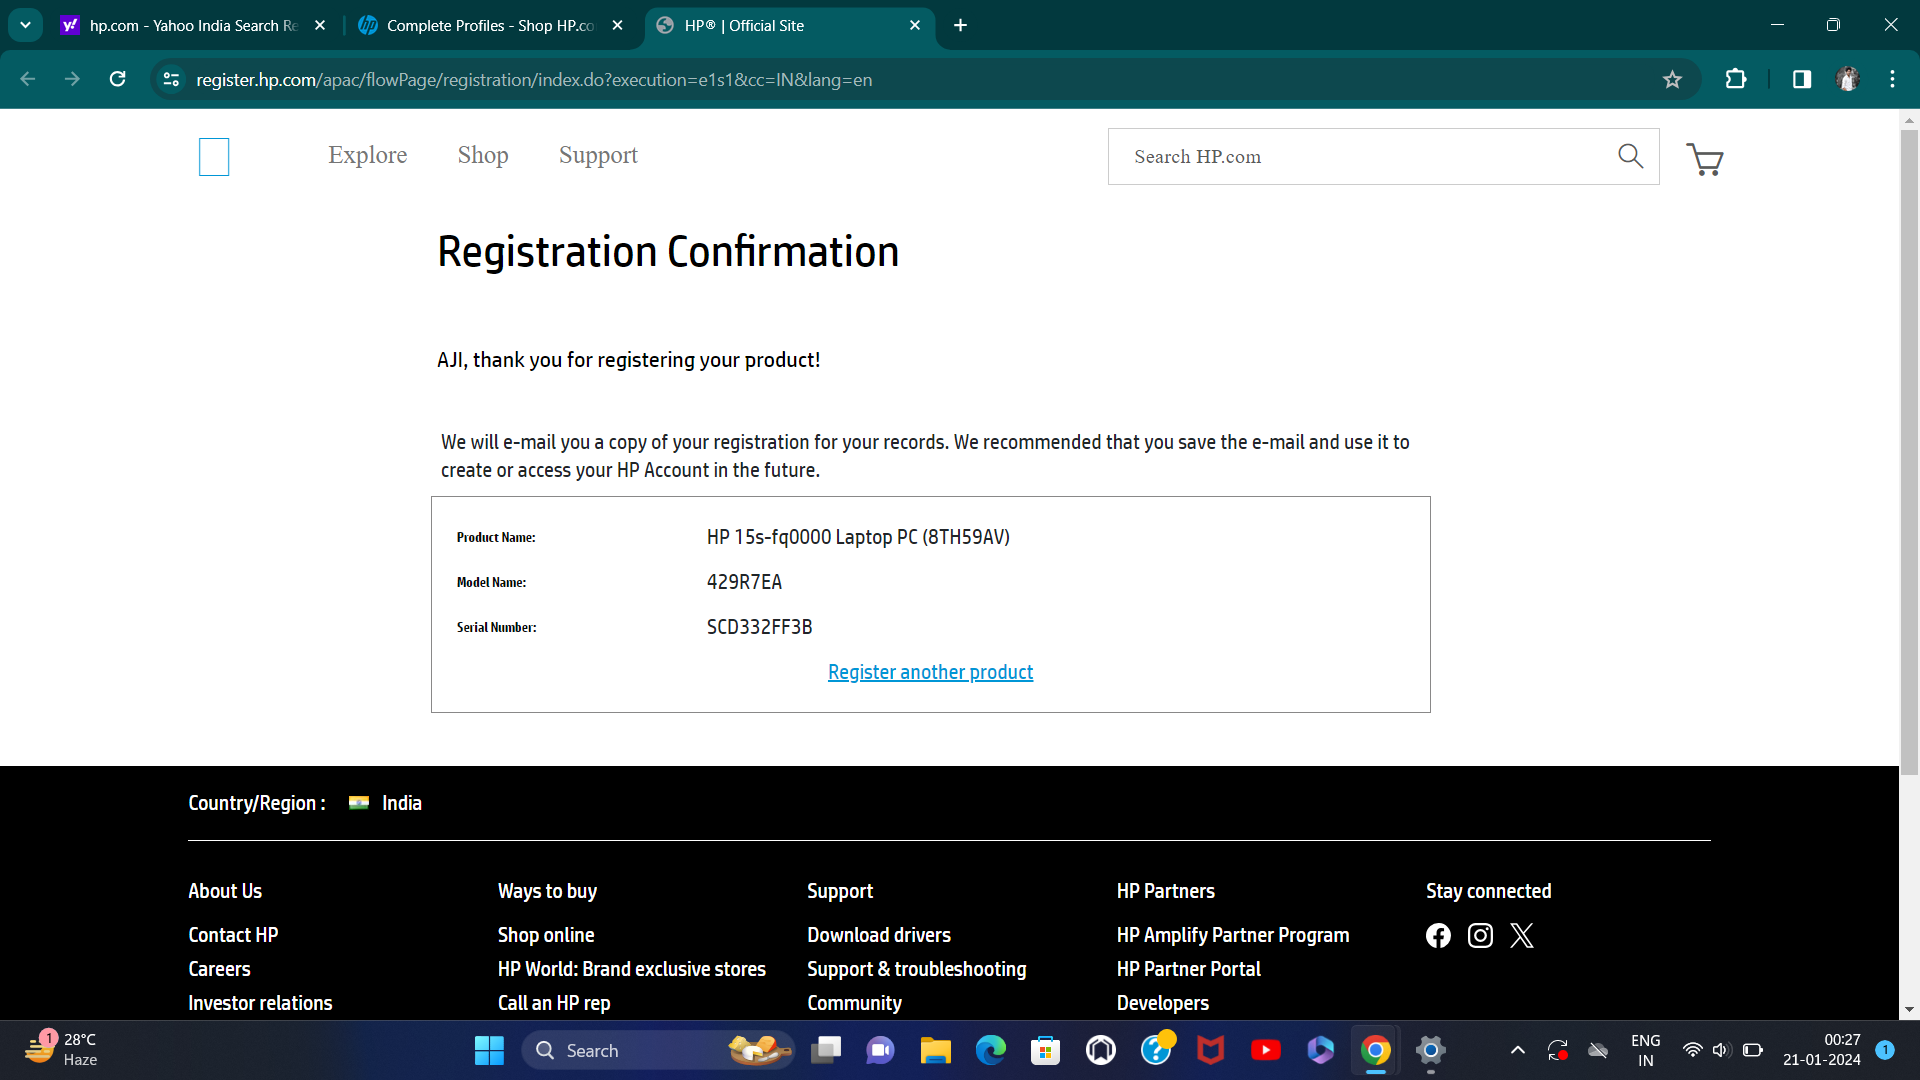 hp.com - Yahoo India Search Re
Complete Profiles - Shop HP.co
HP® | Official Site
register.hp.com/apac/flowPage/registration/index.do?execution=e1s1&cc=IN&lang=en
Explore
Shop
Support
Search HP.com
Registration Confirmation
AJI, thank you for registering your product!
We will e-mail you a copy of your registration for your records. We recommended that you save the e-mail and use it to
create or access your HP Account in the future.
Product Name: HP 15s-fq0000 Laptop PC (8TH59AV)
Model Name: 429R7EA
Serial Number: SCD332FF3B
Register another product
Country/Region : India
About Us
Contact HP
Careers
Investor relations
Ways to buy
Shop online
HP World: Brand exclusive stores
Call an HP rep
Support
Download drivers
Support & troubleshooting
Community
HP Partners
HP Amplify Partner Program
HP Partner Portal
Developers
Stay connected
1
28°C
Haze
Search
ENG
IN
00:27
21-01-2024
1